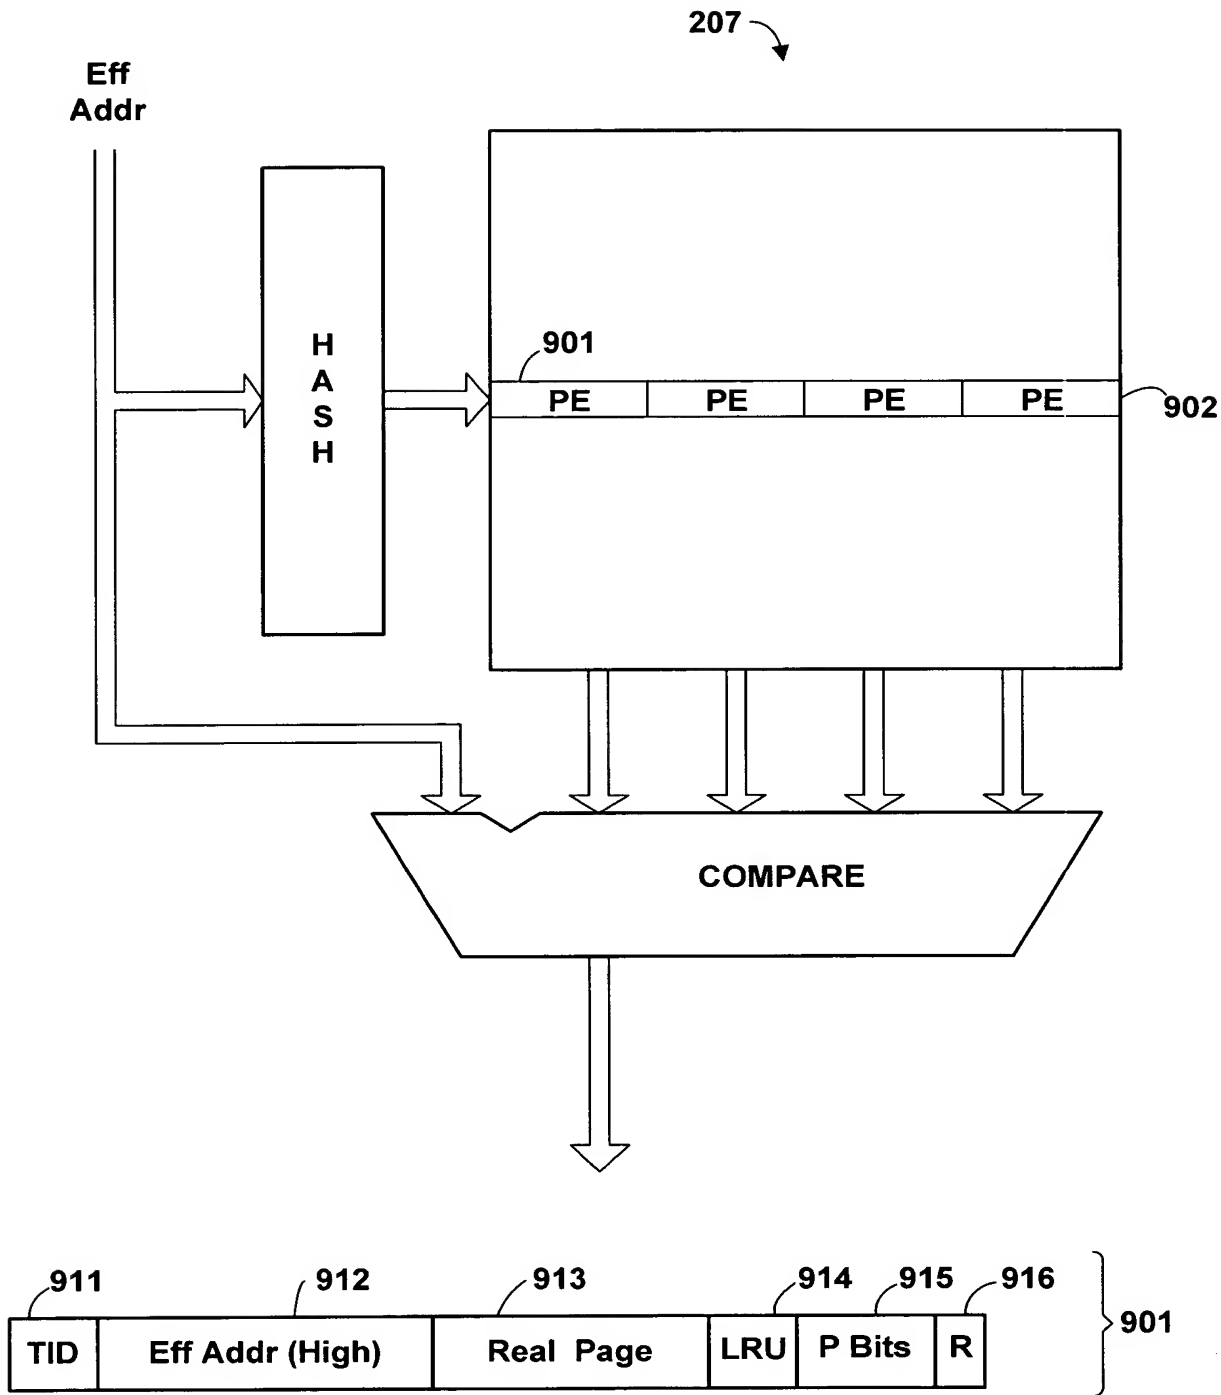 207
Eff
Addr
H
A
S
H
901
PE PE PE PE
902
COMPARE
911 912 913 914 915 916
TID Eff Addr (High) Real Page LRU P Bits R
901